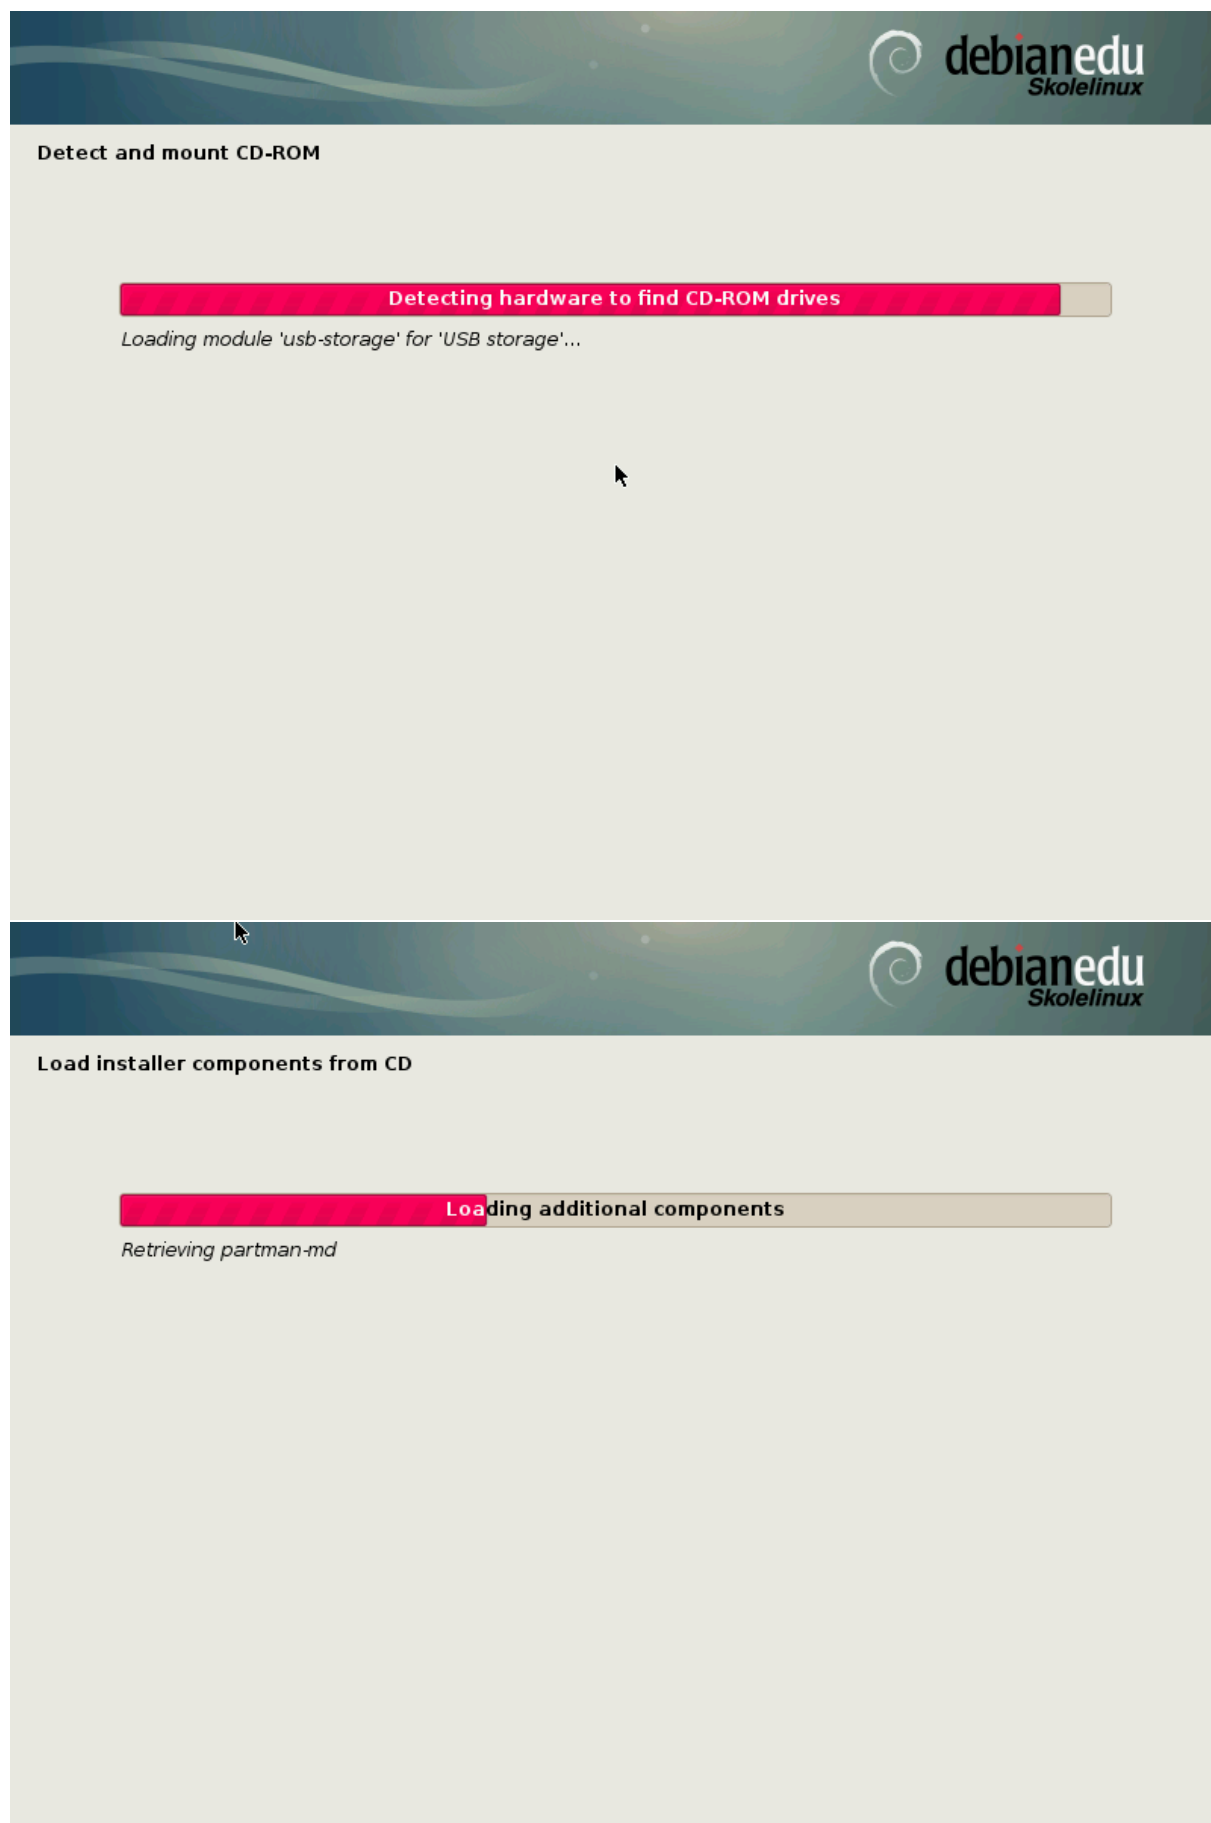 debianedu
Skolelinux
Detect and mount CD-ROM
Detecting hardware to find CD-ROM drives
Loading module 'usb-storage' for 'USB storage'...
debianedu
Skolelinux
Load installer components from CD
Loading additional components
Retrieving partman-md